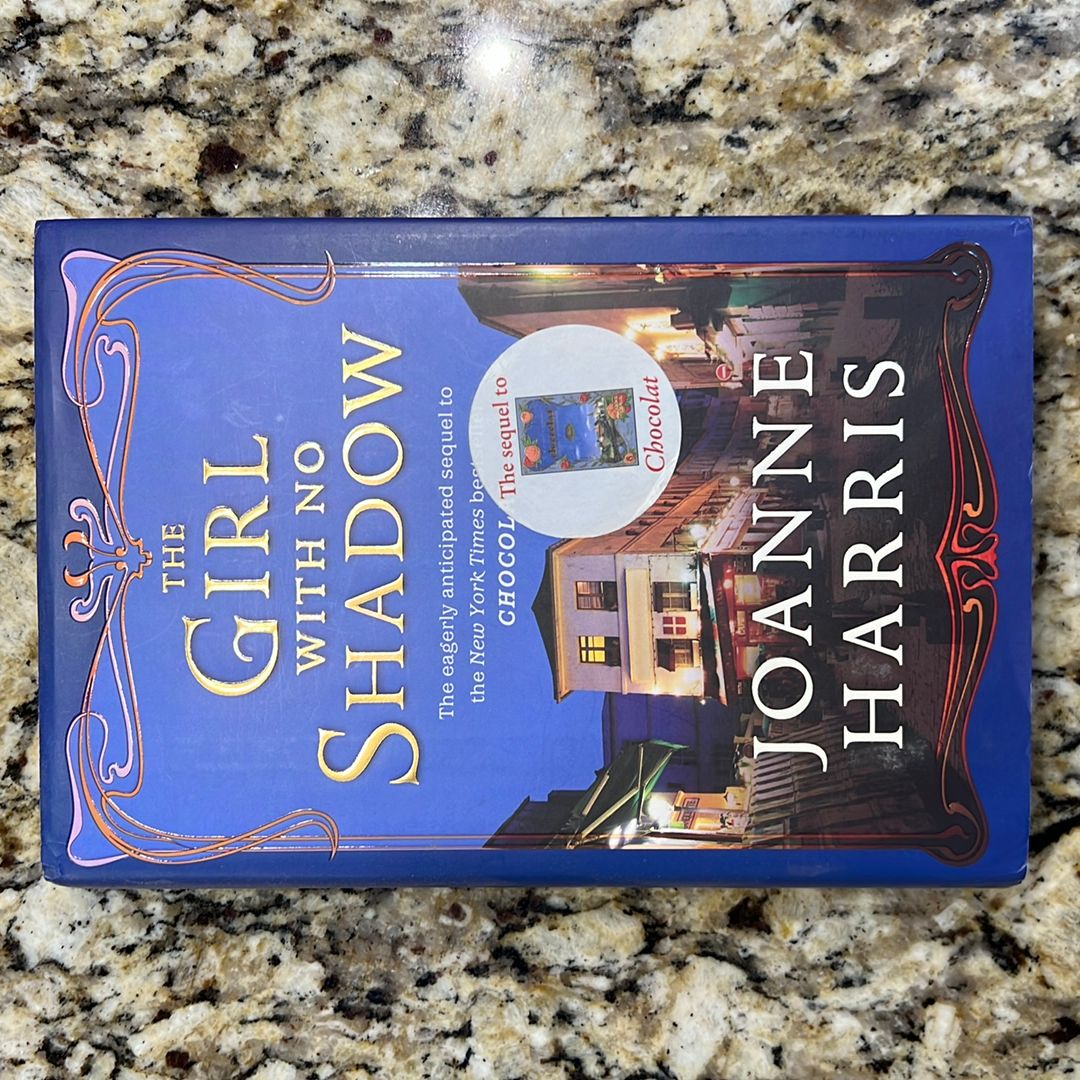 THE
GIRL
WITH NO
SHADOW
The eagerly anticipated sequel to
the New York Times
CHOCOL
The sequel to
Chocolat
JOANNE
HARRIS